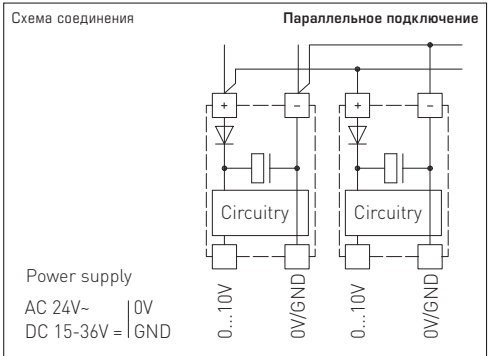 Схема соединения
Параллельное подключение
+ − + −
Circuitry Circuitry
Power supply
AC 24V~ 0V
DC 15-36V = GND
0...10V
0V/GND
0...10V
0V/GND